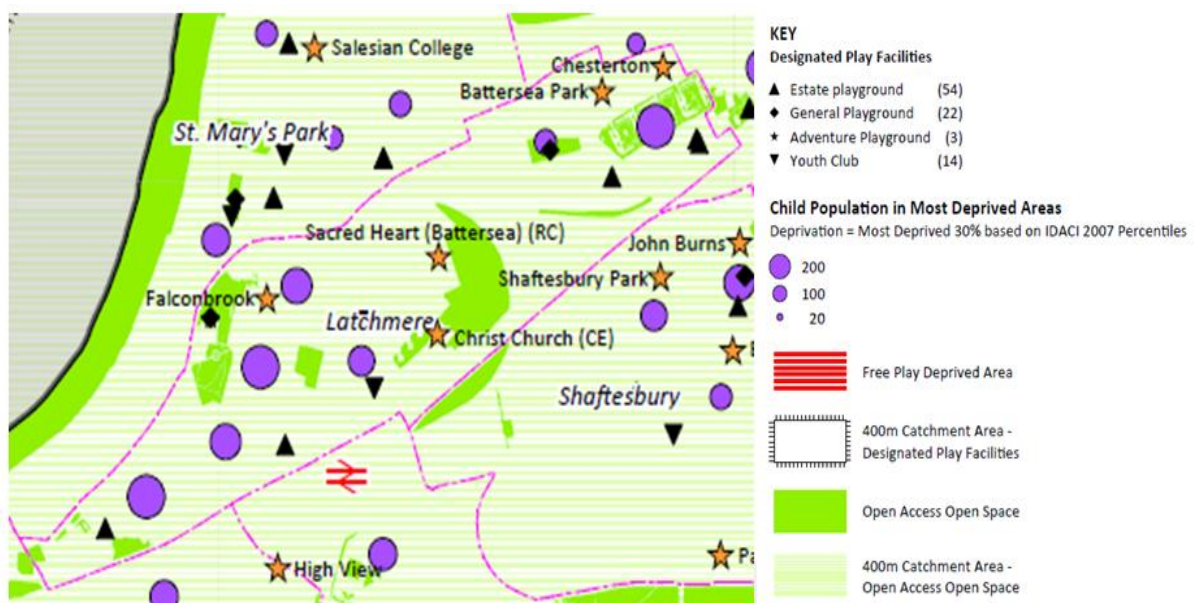 Salesian College
Chesterton
Battersea Park
St. Mary's Park
Sacred Heart (Battersea) (RC)
John Burns
Shaftesbury Park
Falconbrook
Latchmere
Christ Church (CE)
Shaftesbury
High View
Pa
KEY
Designated Play Facilities
Estate playground (54)
General Playground (22)
Adventure Playground (3)
Youth Club (14)
Child Population in Most Deprived Areas
Deprivation = Most Deprived 30% based on IDACI 2007 Percentiles
200
100
20
Free Play Deprived Area
400m Catchment Area -
Designated Play Facilities
Open Access Open Space
400m Catchment Area -
Open Access Open Space